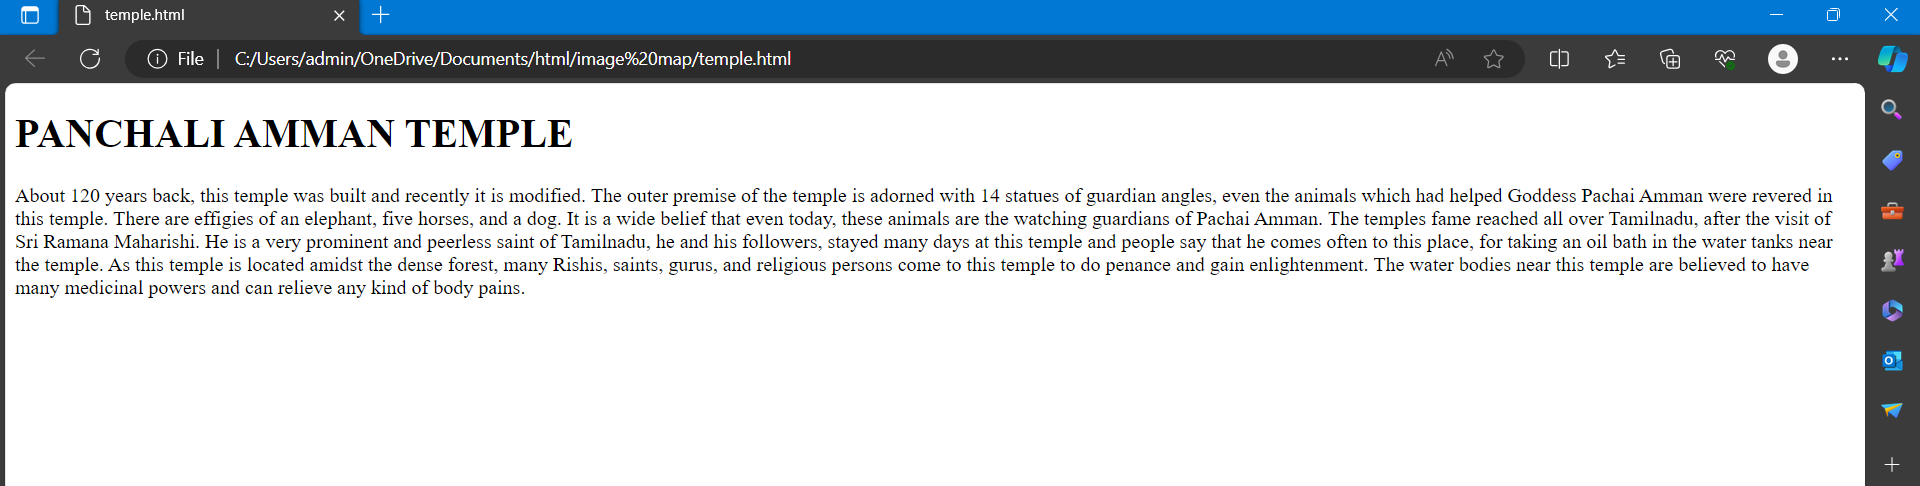 temple.html
File
C:/Users/admin/OneDrive/Documents/html/image%20map/temple.html
PANCHALI AMMAN TEMPLE
About 120 years back, this temple was built and recently it is modified. The outer premise of the temple is adorned with 14 statues of guardian angles, even the animals which had helped Goddess Pachai Amman were revered in
this temple. There are effigies of an elephant, five horses, and a dog. It is a wide belief that even today, these animals are the watching guardians of Pachai Amman. The temples fame reached all over Tamilnadu, after the visit of
Sri Ramana Maharishi. He is a very prominent and peerless saint of Tamilnadu, he and his followers, stayed many days at this temple and people say that he comes often to this place, for taking an oil bath in the water tanks near
the temple. As this temple is located amidst the dense forest, many Rishis, saints, gurus, and religious persons come to this temple to do penance and gain enlightenment. The water bodies near this temple are believed to have
many medicinal powers and can relieve any kind of body pains.